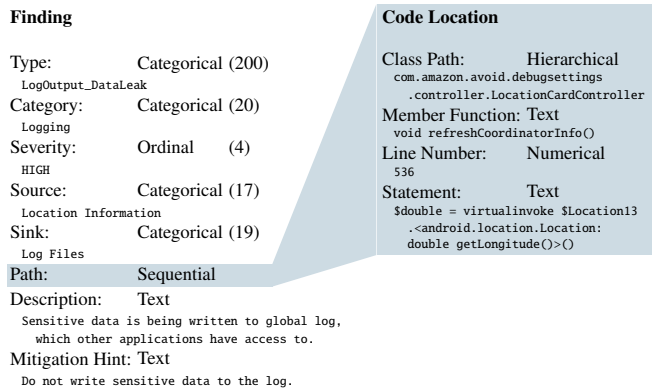 Finding
Type: Categorical (200)
LogOutput_DataLeak
Category: Categorical (20)
Logging
Severity: Ordinal (4)
HIGH
Source: Categorical (17)
Location Information
Sink: Categorical (19)
Log Files
Path: Sequential
Description: Text
Sensitive data is being written to global log,
which other applications have access to.
Mitigation Hint: Text
Do not write sensitive data to the log.
Code Location
Class Path: Hierarchical
com.amazon.avoid.debugsettings
.controller.LocationCardController
Member Function: Text
void refreshCoordinatorInfo()
Line Number: Numerical
536
Statement: Text
$double = virtualinvoke $Location13
.<android.location.Location:
double getLongitude()>()